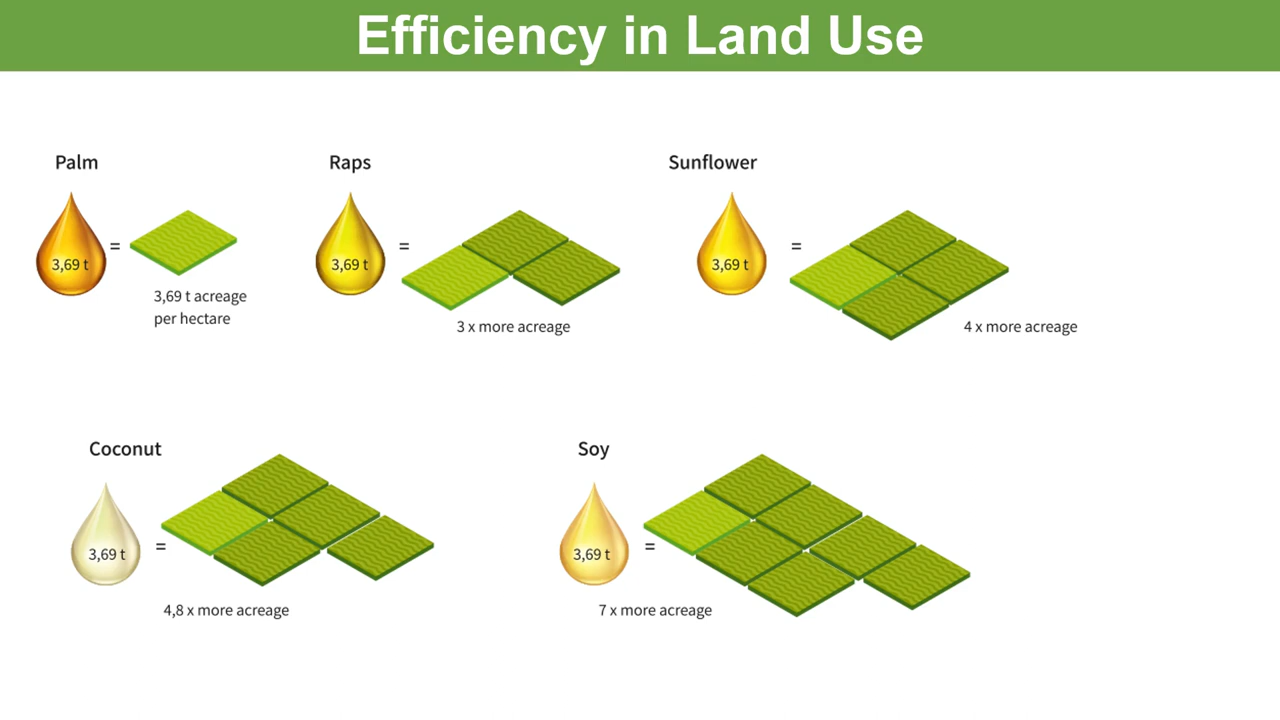 Efficiency in Land Use
Palm
3,69 t
=
3,69 t acreage
per hectare
Raps
3,69 t
=
3 x more acreage
Sunflower
3,69 t
=
4 x more acreage
Coconut
3,69 t
=
4,8 x more acreage
Soy
3,69 t
=
7 x more acreage